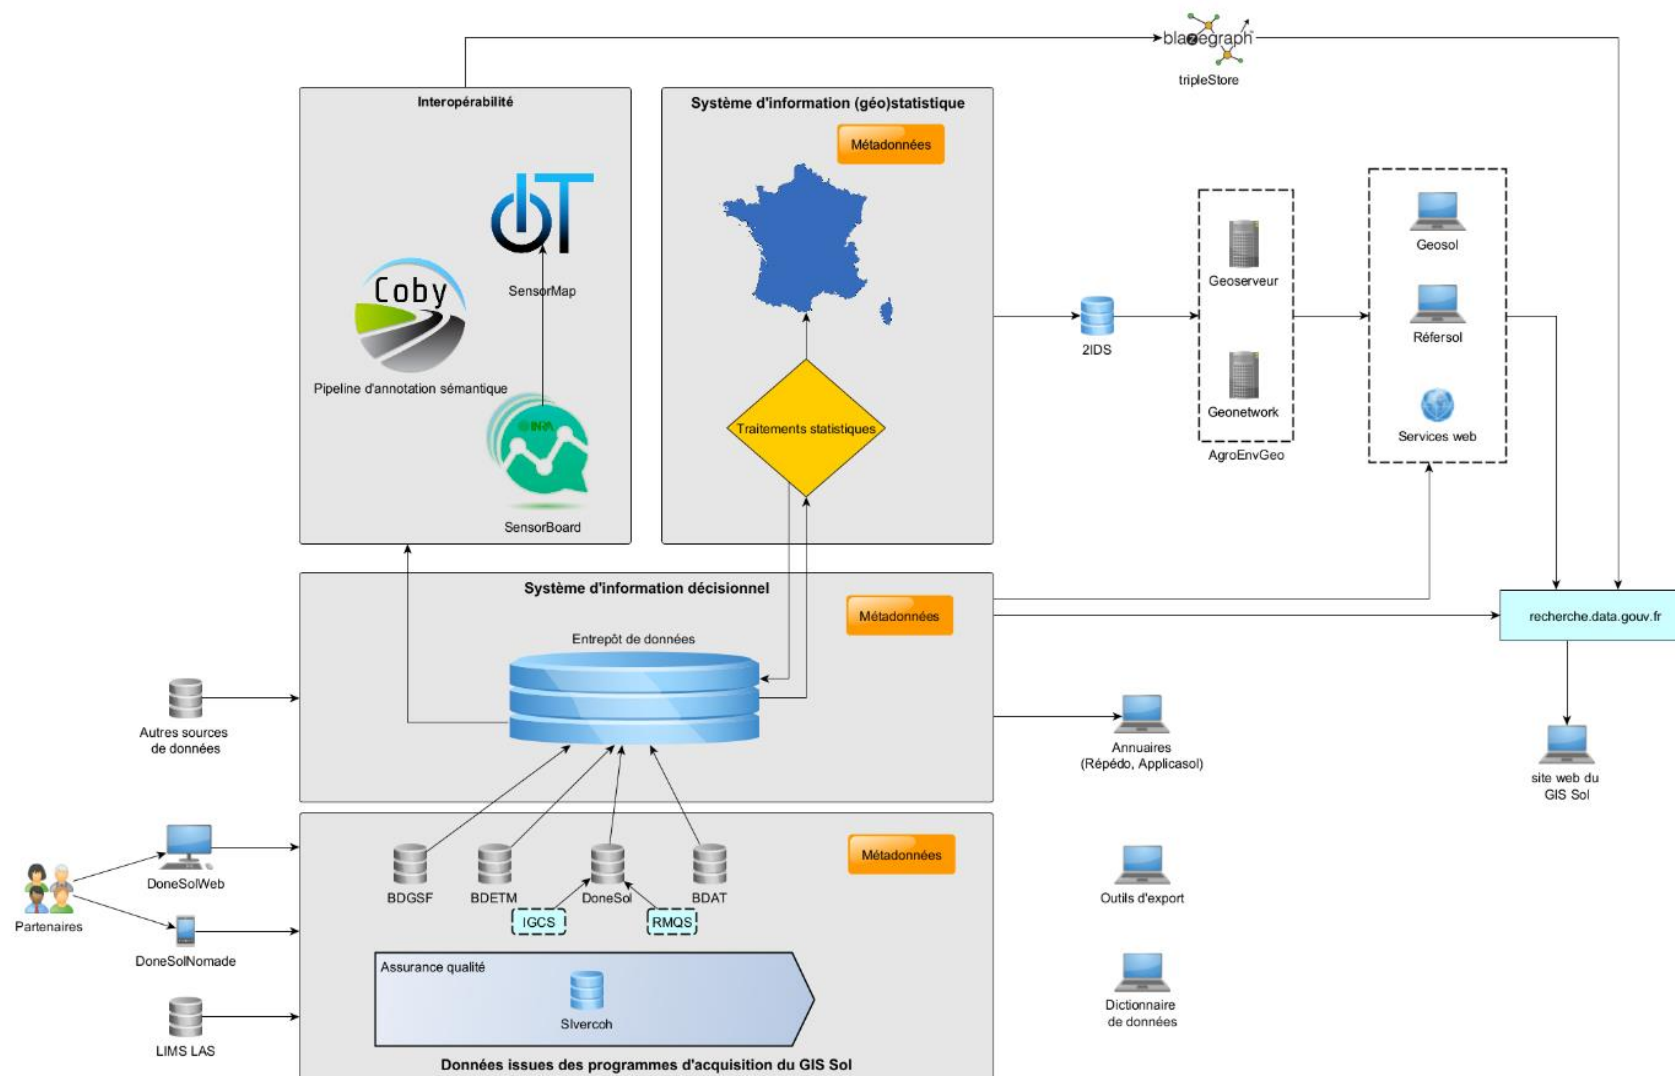 blazegraph
tripleStore
Interopérabilité
IoT
SensorMap
Coby
Pipeline d'annotation sémantique
INRA
SensorBoard
Système d'information (géo)statistique
Métadonnées
Traitements statistiques
2IDS
Geoserveur
Geonetwork
AgroEnvGeo
Geosol
Réfersol
Services web
Système d'information décisionnel
Métadonnées
Entrepôt de données
recherche.data.gouv.fr
Autres sources
de données
Annuaires
(Répédo, Applicasol)
site web du
GIS Sol
Partenaires
DoneSolWeb
DoneSolNomade
LIMS LAS
BDGSF
BDETM
DoneSol
BDAT
Métadonnées
IGCS
RMQS
Assurance qualité
SIvercoh
Données issues des programmes d'acquisition du GIS Sol
Outils d'export
Dictionnaire
de données